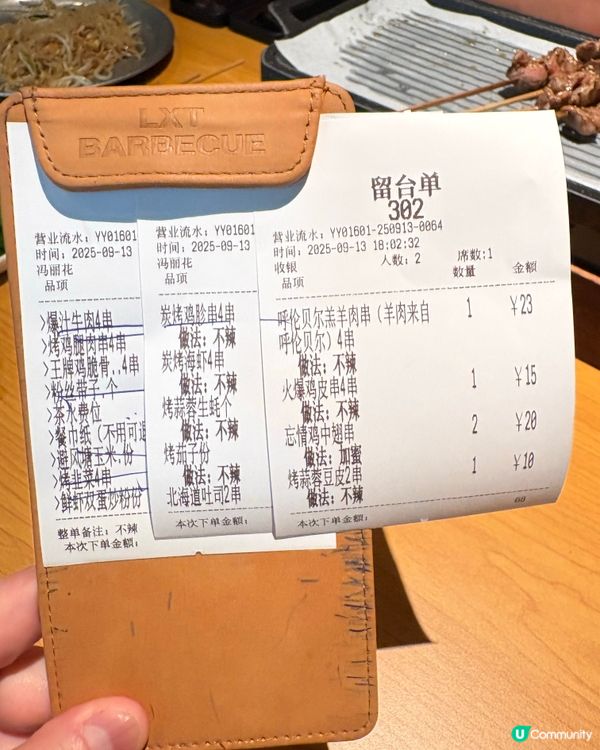 LXT
BARBECUE
营业流水：YY01601
时间：2025-09-13
冯丽花
品项
>爆汁牛肉4串
>烤鸡腿肉串4串
>王牌鸡脆骨..4串
>粉丝带子.个
>茶水费位
>餐巾纸（不用可退
>避风塘玉米.份
>烤韭菜4串
>鲜虾双蛋炒粉份
整单备注：不辣
本次下单金额：
营业流水：YY01601
时间：2025-09-13
冯丽花
品项
炭烤鸡胗串4串
做法：不辣
炭烤海虾4串
做法：不辣
烤蒜蓉生蚝个
做法：不辣
烤茄子份
做法：不辣
北海道吐司2串
本次下单金额：
留台单
302
营业流水：YY01601-250913-0064
时间：2025-09-13 18:02:32
收银 人数：2 席数:1
品项 数量 金额
呼伦贝尔羔羊肉串（羊肉来自 1 ¥23
呼伦贝尔）4串
做法：不辣
火爆鸡皮串4串 1 ¥15
做法：不辣
忘情鸡中翅串 2 ¥20
做法：加蜜
烤蒜蓉豆皮2串 1 ¥10
做法：不辣
本次下单金额：
U Community